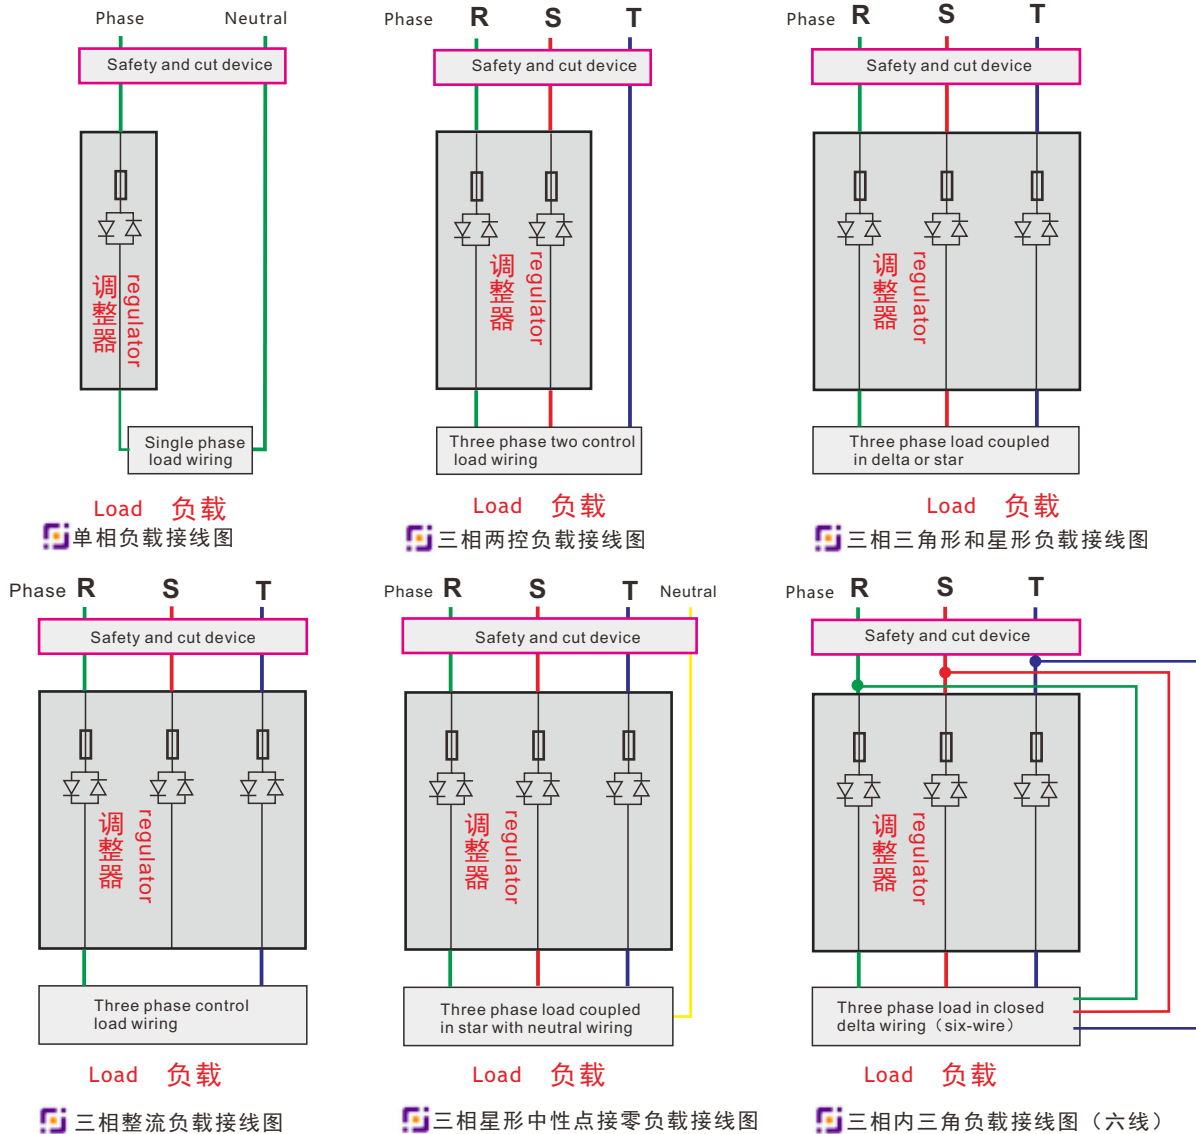 Phase Neutral
Safety and cut device
调整器
regulator
Single phase
load wiring
Load 负载
单相负载接线图
Phase R S T
Safety and cut device
调整器
regulator
Three phase two control
load wiring
Load 负载
三相两控负载接线图
Phase R S T
Safety and cut device
调整器
regulator
Three phase load coupled
in delta or star
Load 负载
三相三角形和星形负载接线图
Phase R S T
Safety and cut device
调整器
regulator
Three phase control
load wiring
Load 负载
三相整流负载接线图
Phase R S T Neutral
Safety and cut device
调整器
regulator
Three phase load coupled
in star with neutral wiring
Load 负载
三相星形中性点接零负载接线图
Phase R S T
Safety and cut device
调整器
regulator
Three phase load in closed
delta wiring（six-wire）
Load 负载
三相内三角负载接线图（六线）